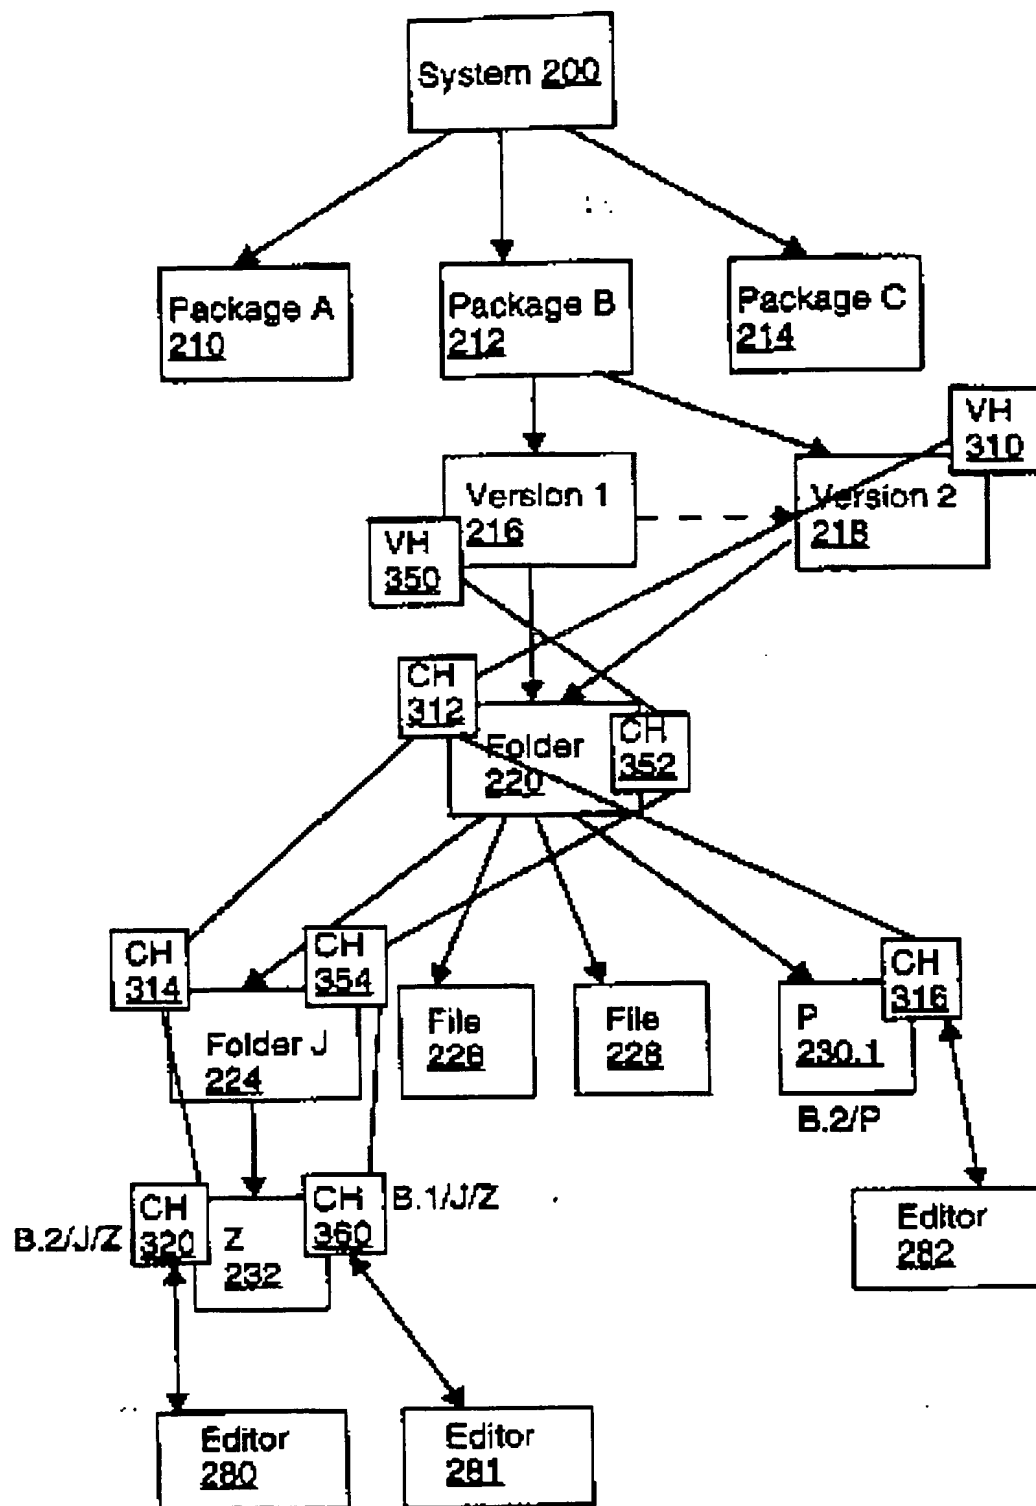 System 200
Package A
210
Package B
212
Package C
214
VH
310
Version 1
216
Version 2
218
VH
350
CH
312
Folder
220
CH
352
CH
314
CH
354
Folder J
224
File
226
File
228
P
230.1
CH
316
B.2/P
B.2/J/Z
CH
320
Z
232
CH
360
B.1/J/Z
Editor
282
Editor
280
Editor
281